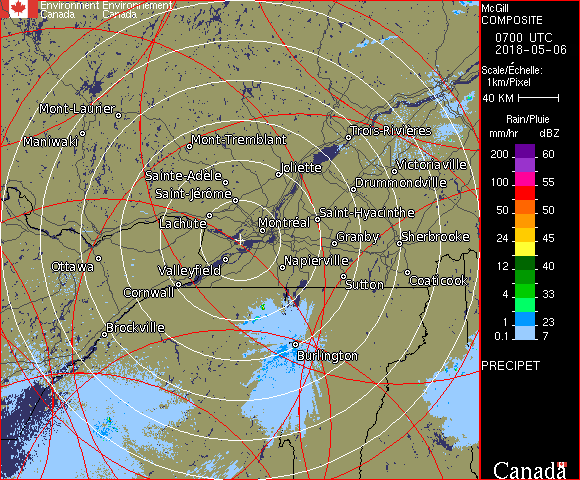 Environment Environnement
Canada Canada
McGill
COMPOSITE
0700 UTC
2018-05-06
Scale/Échelle:
1km/Pixel
40 KM
Rain/Pluie
mm/hr dBZ
200 60
100 55
50 50
24 45
12 40
4 33
1 23
0.1 7
PRECIPET
Canada
Mont-Laurier
Maniwaki
Mont-Tremblant
Trois-Rivières
Sainte-Adèle
Joliette
Victoriaville
Saint-Jérôme
Drummondville
Lachute
Montréal
Saint-Hyacinthe
Granby
Sherbrooke
Ottawa
Valleyfield
Napierville
Cornwall
Sutton
Coaticook
Brockville
Burlington